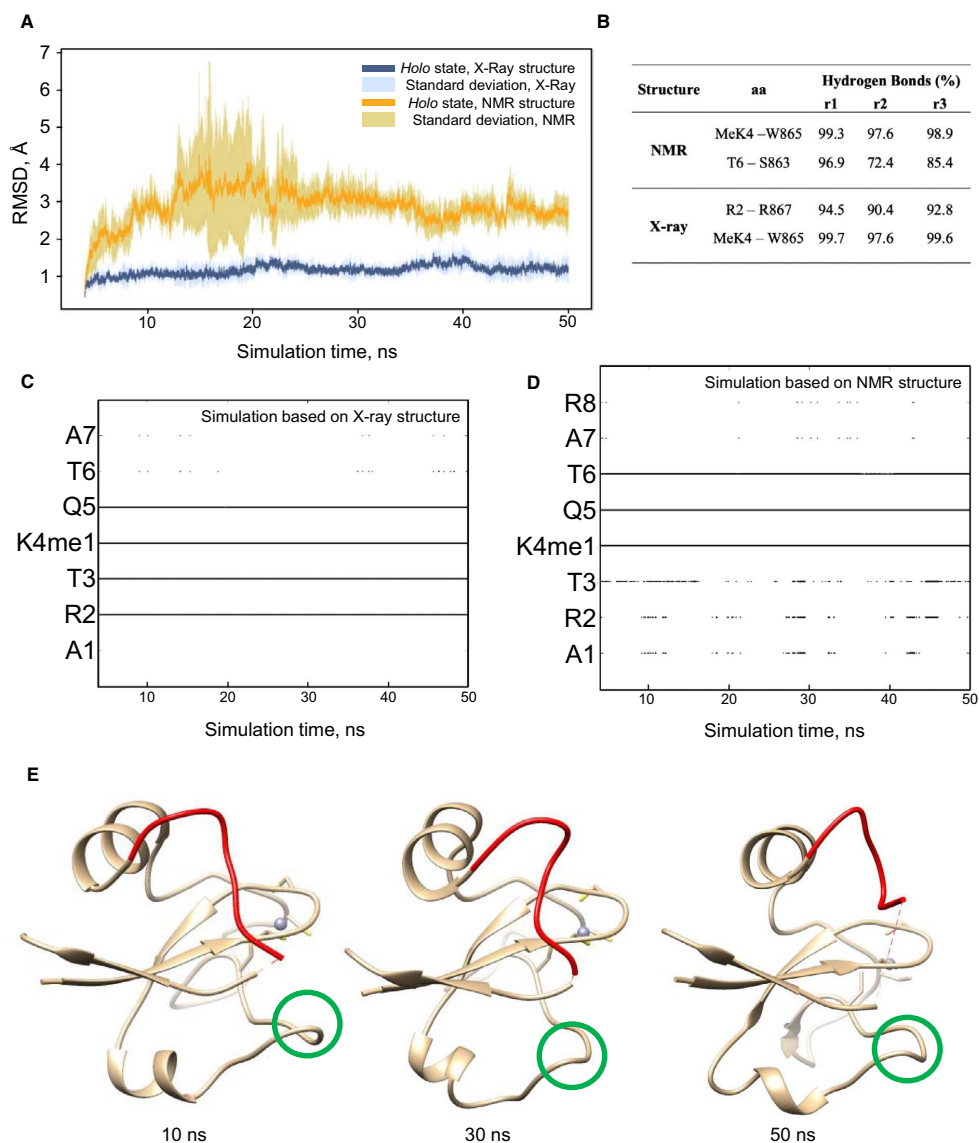 A
7
6
5
4
3
2
1
RMSD, Å
Holo state, X-Ray structure
Standard deviation, X-Ray
Holo state, NMR structure
Standard deviation, NMR
10 20 30 40 50
Simulation time, ns
B
Structure aa Hydrogen Bonds (%)
r1 r2 r3
NMR
MeK4 –W865 99.3 97.6 98.9
T6 – S863 96.9 72.4 85.4
X-ray
R2 – R867 94.5 90.4 92.8
MeK4 – W865 99.7 97.6 99.6
C
Simulation based on X-ray structure
A7
T6
Q5
K4me1
T3
R2
A1
10 20 30 40 50
Simulation time, ns
D
Simulation based on NMR structure
R8
A7
T6
Q5
K4me1
T3
R2
A1
10 20 30 40 50
Simulation time, ns
E
10 ns 30 ns 50 ns